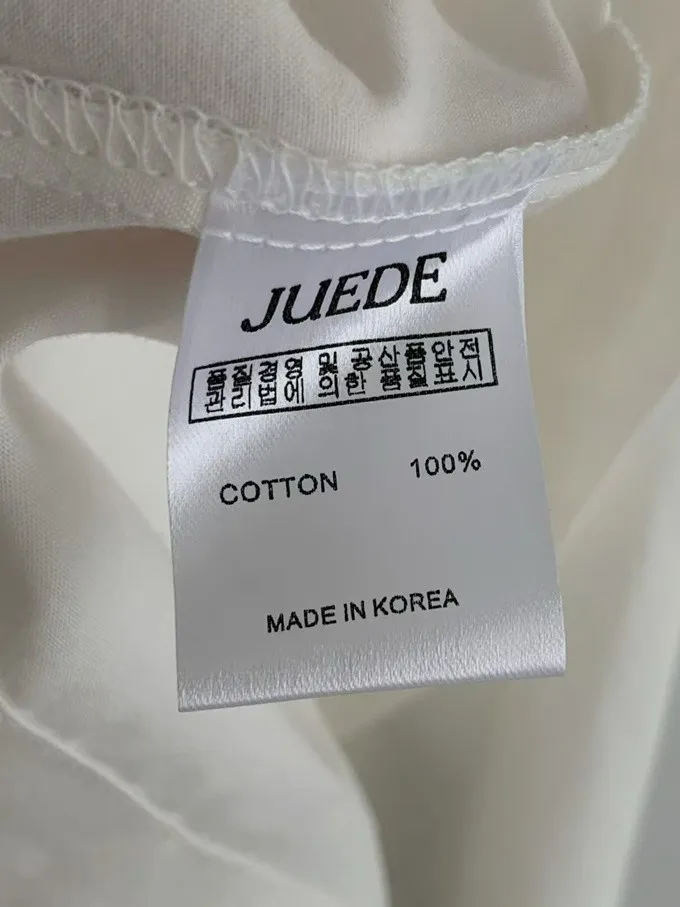 JUEDE
품질경영 및 공산품안전
관리법에 의한 품질표시
COTTON 100%
MADE IN KOREA